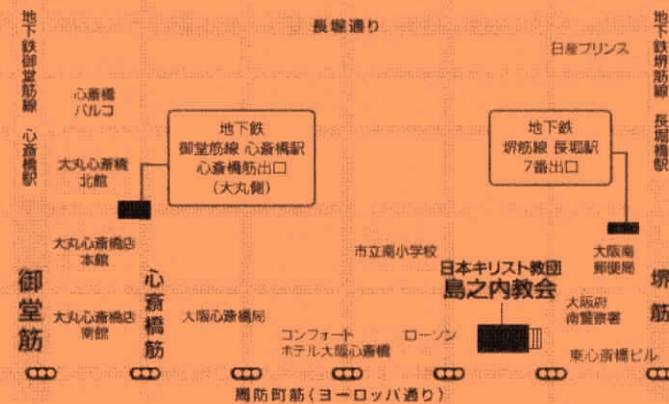 長堀通り
地下鉄御堂筋線 心斎橋駅
地下鉄堺筋線 長堀橋駅
日産プリンス
心斎橋
パルコ
地下鉄
御堂筋線 心斎橋駅
心斎橋筋出口
(大丸側)
地下鉄
堺筋線 長堀駅
7番出口
大丸心斎橋
北館
大丸心斎橋店
本館
市立南小学校
大阪南
郵便局
日本キリスト教団
島之内教会
御堂筋
心斎橋筋
堺筋
大丸心斎橋店
南館
大阪心斎橋局
コンフォート
ホテル大阪心斎橋
ローソン
大阪府
南警察署
東心斎橋ビル
周防町筋(ヨーロッパ通り)